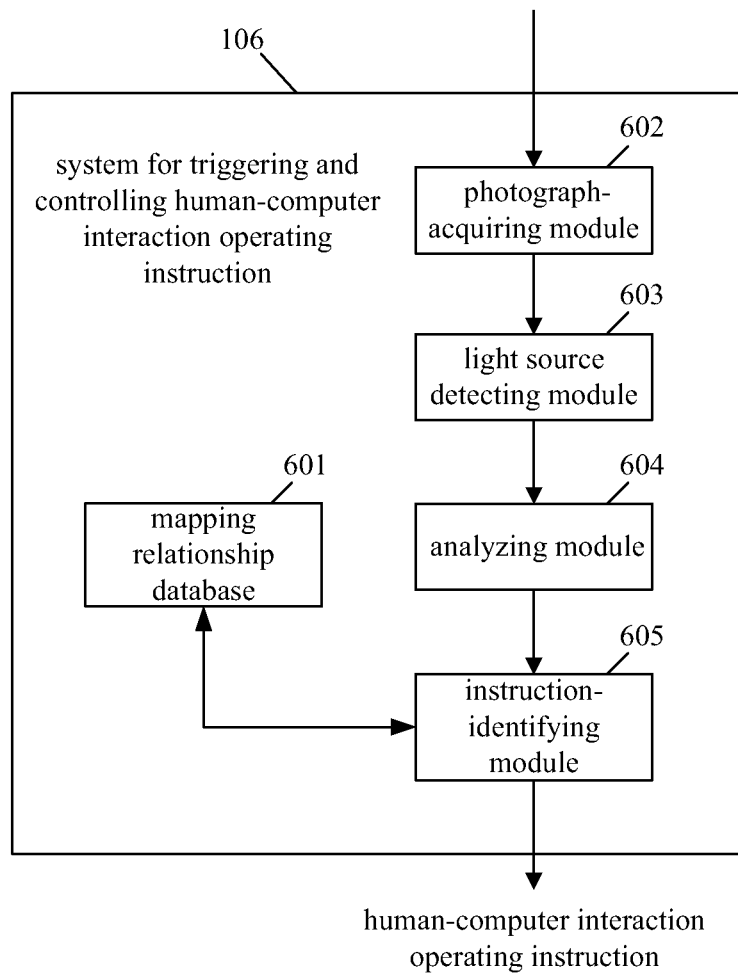 106
602
system for triggering and
controlling human-computer
interaction operating
instruction
photograph-
acquiring module
603
light source
detecting module
601
604
mapping
relationship
database
analyzing module
605
instruction-
identifying
module
human-computer interaction
operating instruction